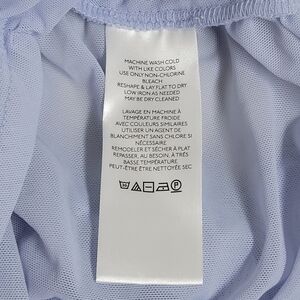 MACHINE WASH COLD
WITH LIKE COLORS
USE ONLY NON-CHLORINE
BLEACH
RESHAPE & LAY FLAT TO DRY
LOW IRON AS NEEDED
MAY BE DRY CLEANED
LAVAGE EN MACHINE À
TEMPÉRATURE FROIDE
AVEC COULEURS SIMILAIRES
UTILISER UN AGENT DE
BLANCHIMENT SANS CHLORE SI
NÉCESSAIRE
REMODELER ET SÉCHER À PLAT
REPASSER, AU BESOIN, À TRÈS
BASSE TEMPÉRATURE
PEUT-ÊTRE ÊTRE NETTOYÉE SEC